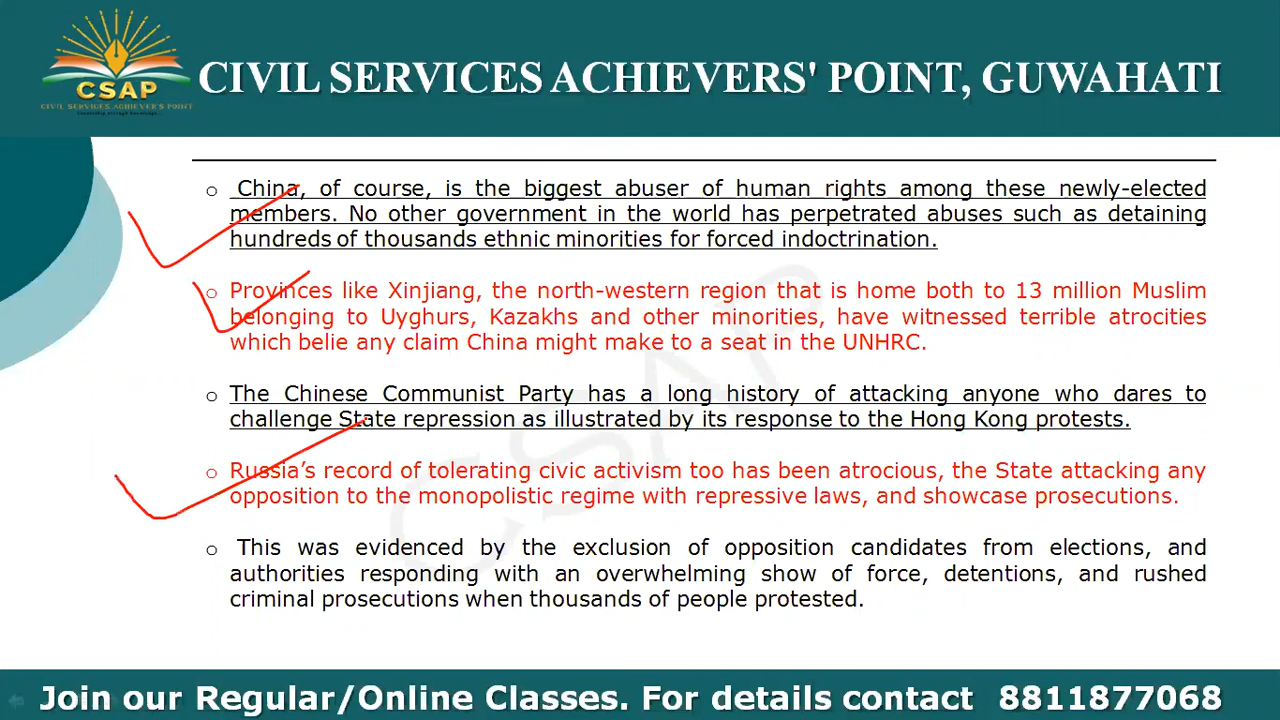 CSAP
CIVIL SERVICES ACHIEVER'S POINT
CIVIL SERVICES ACHIEVERS' POINT, GUWAHATI
o China, of course, is the biggest abuser of human rights among these newly-elected
members. No other government in the world has perpetrated abuses such as detaining
hundreds of thousands ethnic minorities for forced indoctrination.
o Provinces like Xinjiang, the north-western region that is home both to 13 million Muslim
belonging to Uyghurs, Kazakhs and other minorities, have witnessed terrible atrocities
which belie any claim China might make to a seat in the UNHRC.
o The Chinese Communist Party has a long history of attacking anyone who dares to
challenge State repression as illustrated by its response to the Hong Kong protests.
o Russia's record of tolerating civic activism too has been atrocious, the State attacking any
opposition to the monopolistic regime with repressive laws, and showcase prosecutions.
o This was evidenced by the exclusion of opposition candidates from elections, and
authorities responding with an overwhelming show of force, detentions, and rushed
criminal prosecutions when thousands of people protested.
CSAP
Join our Regular/Online Classes. For details contact 8811877068